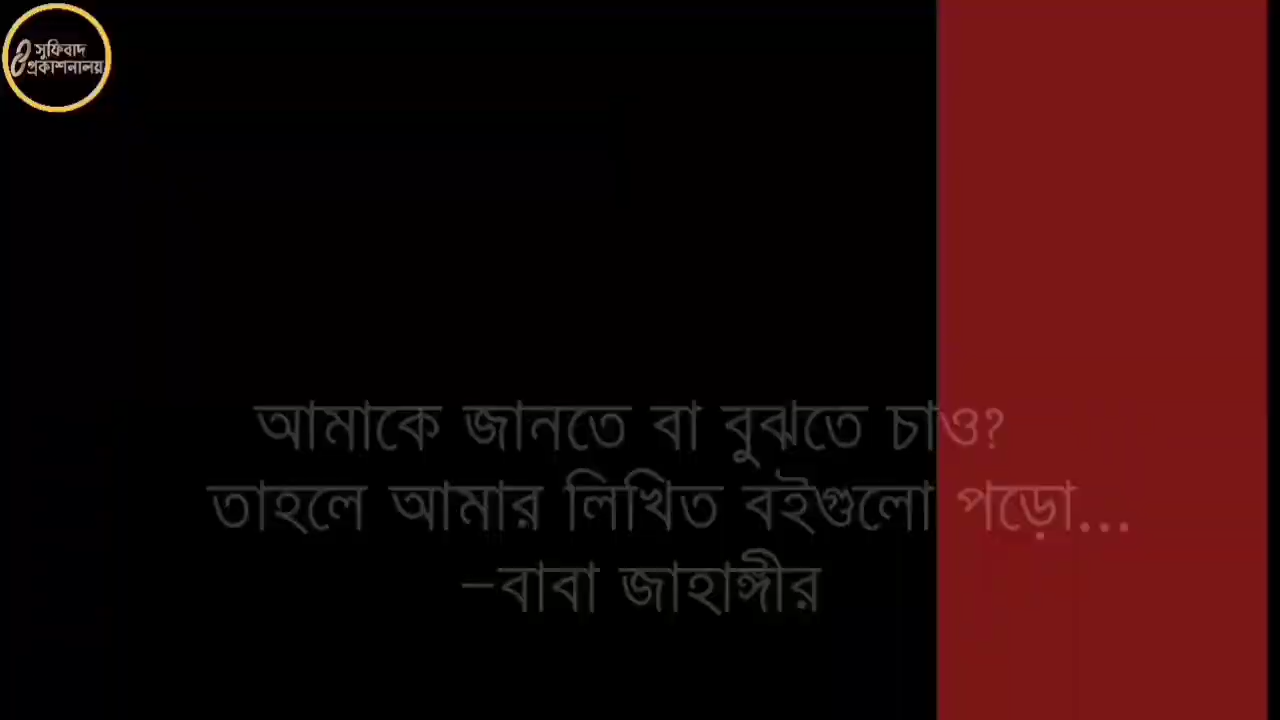 সুফিবাদ
প্রকাশনালয়
আমাকে জানতে বা বুঝতে চাও?
তাহলে আমার লিখিত বইগুলো পড়ো...
-বাবা জাহাঙ্গীর